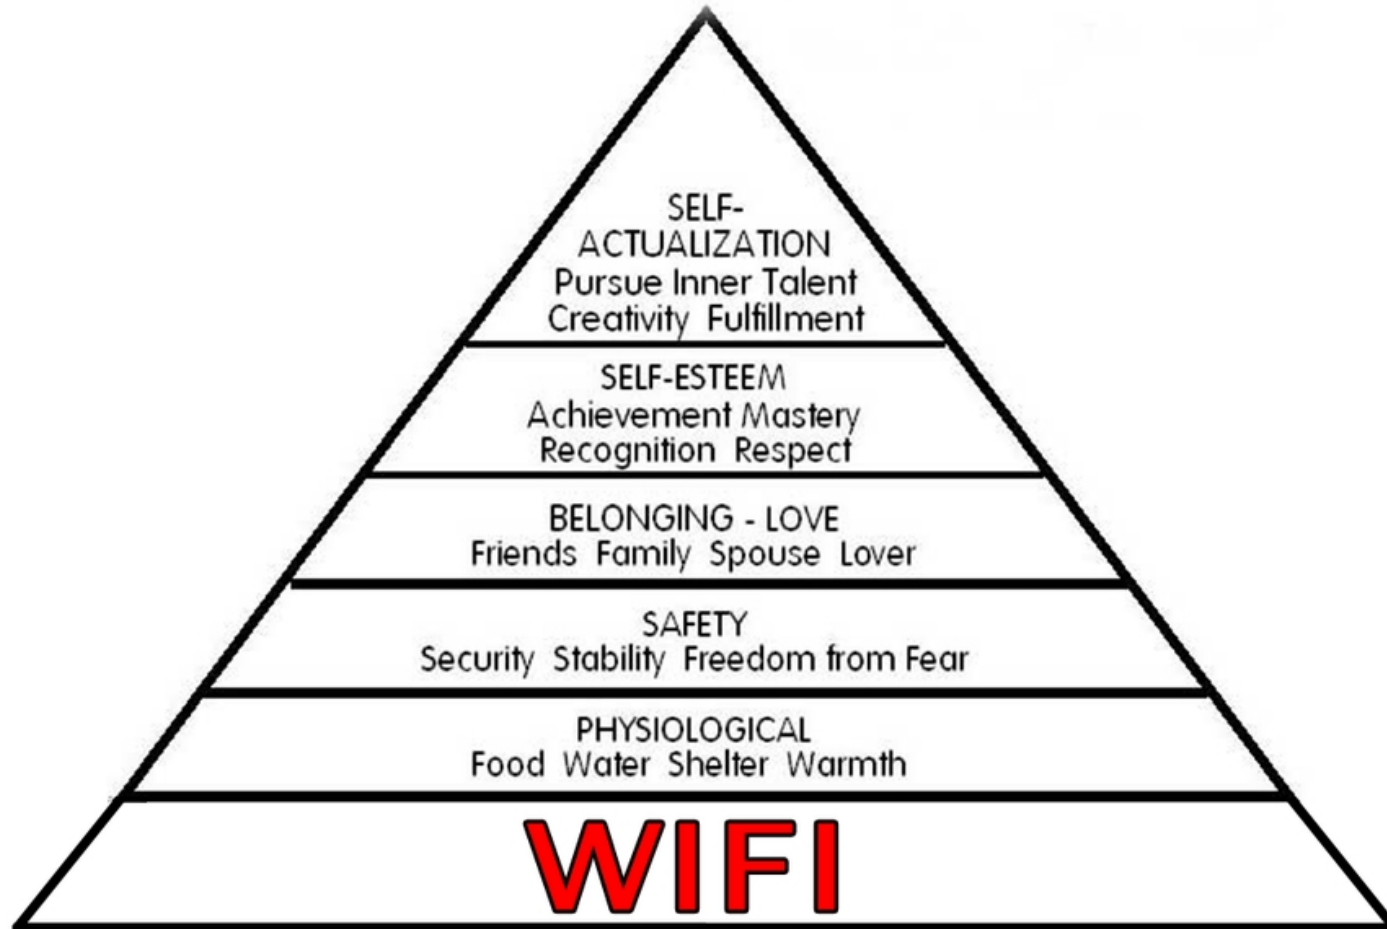 SELF-
ACTUALIZATION
Pursue Inner Talent
Creativity Fulfillment
SELF-ESTEEM
Achievement Mastery
Recognition Respect
BELONGING - LOVE
Friends Family Spouse Lover
SAFETY
Security Stability Freedom from Fear
PHYSIOLOGICAL
Food Water Shelter Warmth
WIFI